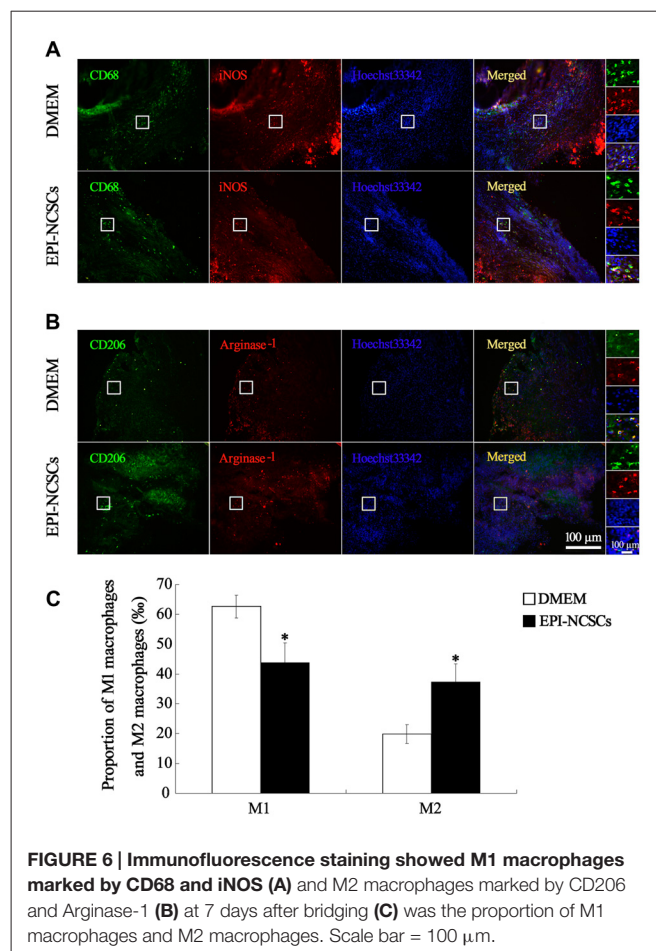 A
CD68
iNOS
Hoechst33342
Merged
DMEM
CD68
iNOS
Hoechst33342
Merged
EPI-NCSCs
B
CD206
Arginase-1
Hoechst33342
Merged
DMEM
CD206
Arginase-1
Hoechst33342
Merged
EPI-NCSCs
100 μm
100 μm
C
Proportion of M1 macrophages
and M2 macrophages (‰)
70
60
50
40
30
20
10
0
*
*
DMEM
EPI-NCSCs
M1
M2
FIGURE 6 | Immunofluorescence staining showed M1 macrophages
marked by CD68 and iNOS (A) and M2 macrophages marked by CD206
and Arginase-1 (B) at 7 days after bridging (C) was the proportion of M1
macrophages and M2 macrophages. Scale bar = 100 μm.